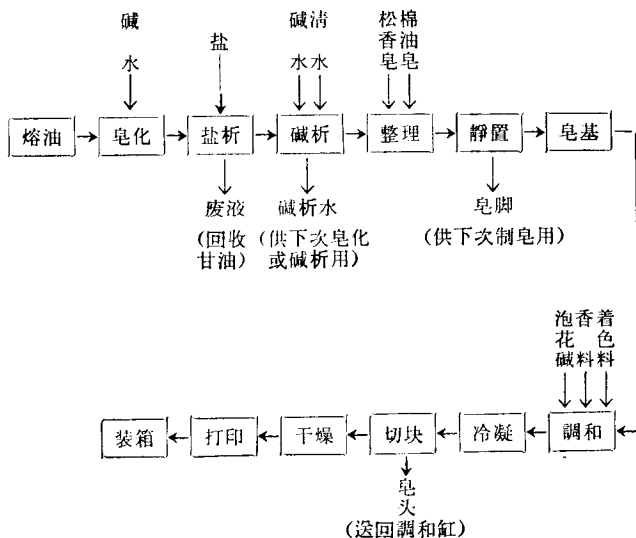 碱水
盐
碱水
清水
松香皂
棉油皂
熔油
皂化
盐析
碱析
整理
靜置
皂基
废液
(回收
甘油)
碱析水
(供下次皂化
或碱析用)
皂脚
(供下次制皂用)
泡花碱
香料
着色料
装箱
打印
干燥
切块
冷凝
調和
皂头
(送回調和缸)